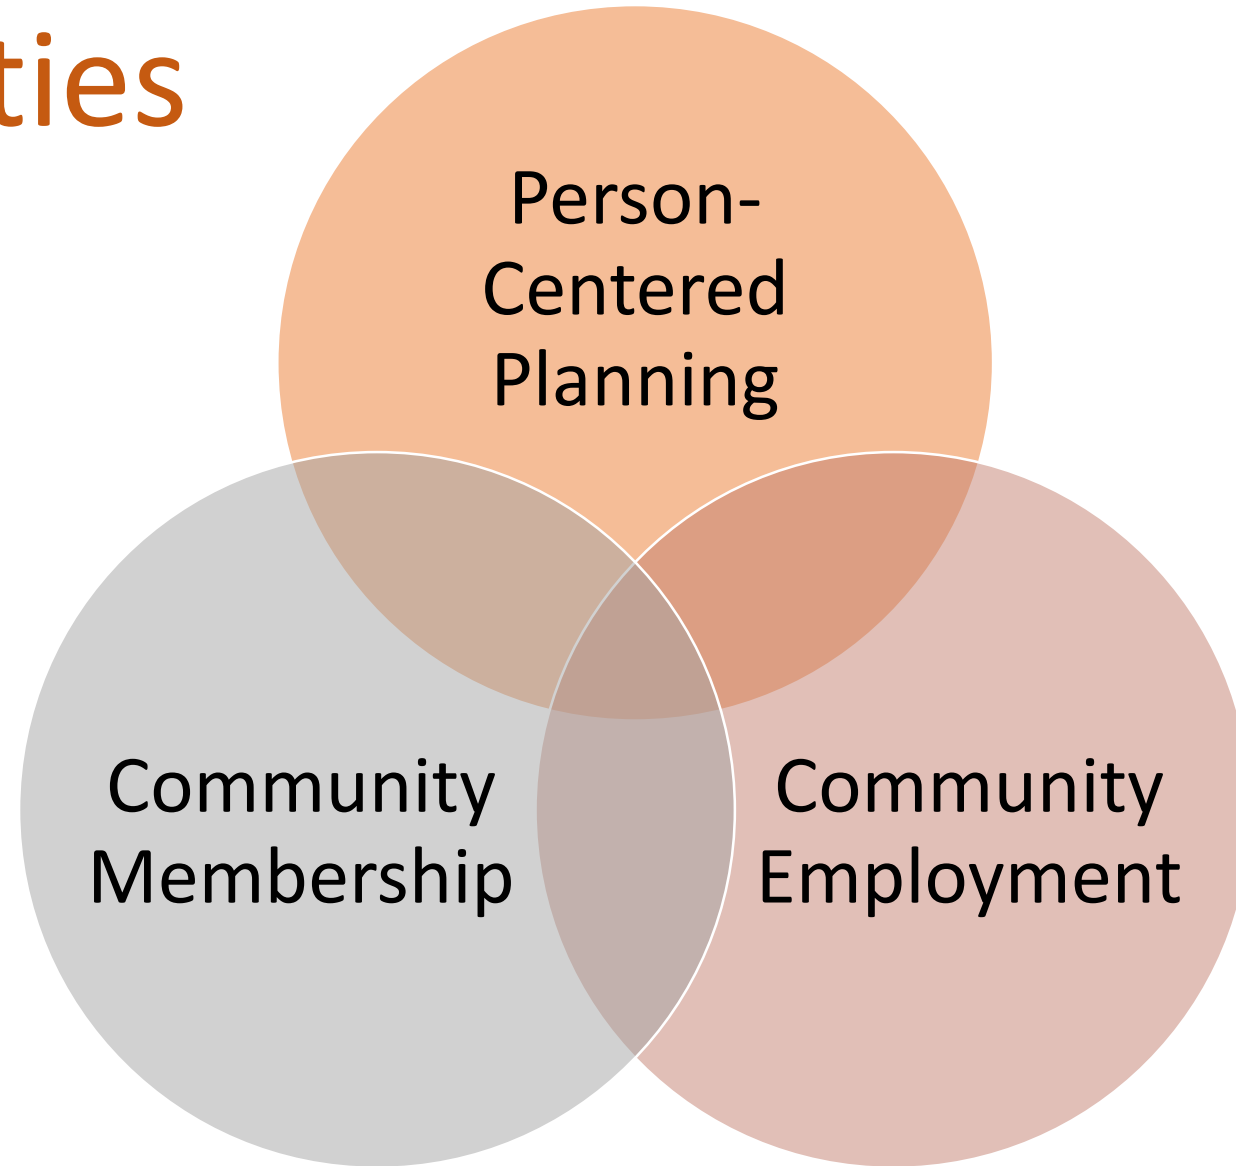 ties
Person-
Centered
Planning
Community
Membership
Community
Employment